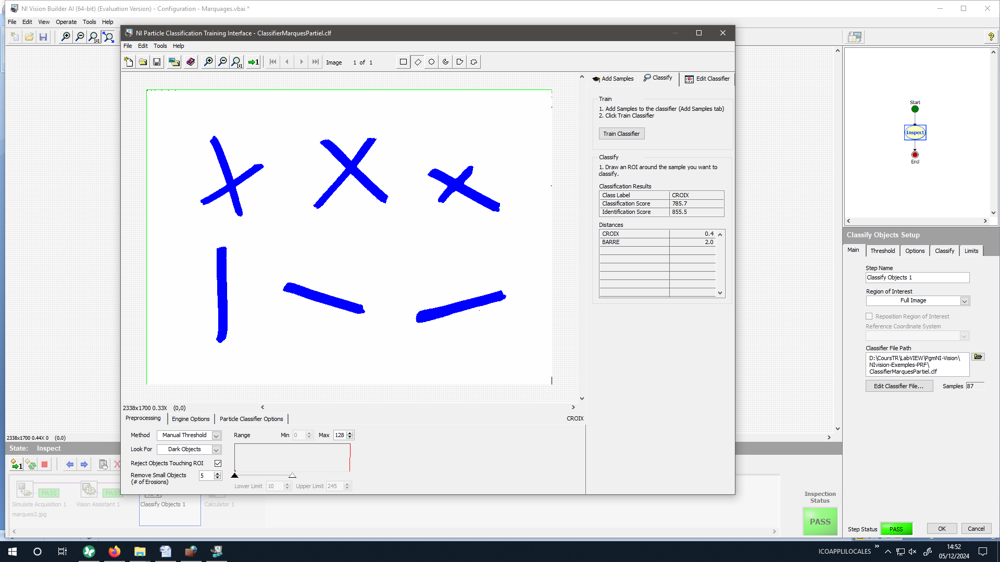 NI Vision Builder AI (64-bit) (Evaluation Version) - Configuration - Marquages.vbai *
File Edit View Operate Tools Help
NI Particle Classification Training Interface - ClassifierMarquesPartiel.clf
File Edit Tools Help
Image 1 of 1
Add Samples Classify Edit Classifier
Train
1. Add Samples to the classifier (Add Samples tab)
2. Click Train Classifier
Train Classifier
Classify
1. Draw an ROI around the sample you want to
classify.
Classification Results
Class Label CROIX
Classification Score 785.7
Identification Score 855.5
Distances
CROIX 0.4
BARRE 2.0
2338x1700 0.33X (0,0)
Preprocessing Engine Options Particle Classifier Options CROIX
Method Manual Threshold Range Min 0 Max 128
Look For Dark Objects
Reject Objects Touching ROI
Remove Small Objects 5
(# of Erosions)
Lower Limit 10 Upper Limit 245
Start
Inspect
End
Classify Objects Setup
Main Threshold Options Classify Limits
Step Name
Classify Objects 1
Region of Interest
Full Image
Reposition Region of Interest
Reference Coordinate System
Classifier File Path
D:\CoursTR\LabVIEW\PgmNI-Vision\
NIvision-Exemples-PRF\
ClassifierMarquesPartiel.clf
Edit Classifier File... Samples 87
2338x1700 0.44X 0 (0,0)
State: Inspect
PASS PASS
Simulate Acquisition 1 Vision Assistant 1 Classify Objects 1 Calculator 1
marques2.jpg
Inspection
Status
PASS
Step Status PASS OK Cancel
ICOAPPLILOCALES
14:52
05/12/2024